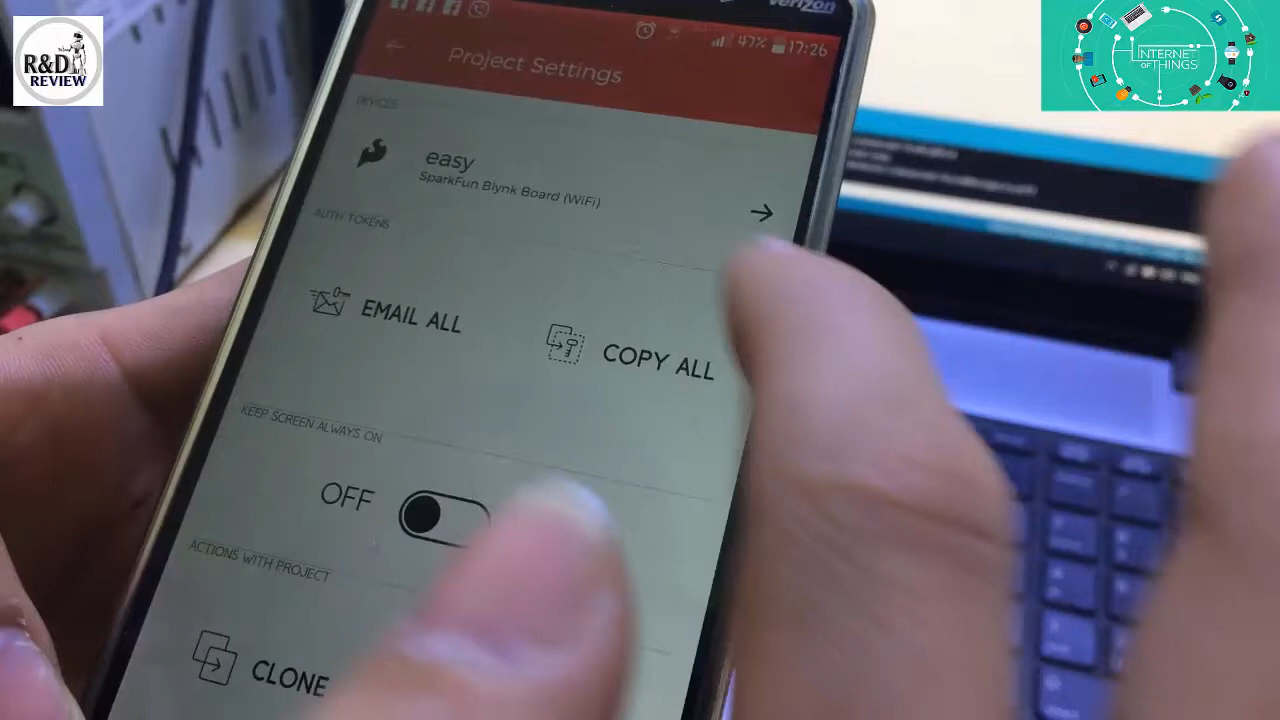 R&D
REVIEW
INTERNET
OF THINGS
verizon
47% 17:26
Project Settings
DEVICES
easy
SparkFun Blynk Board (WiFi)
AUTH TOKENS
EMAIL ALL
COPY ALL
KEEP SCREEN ALWAYS ON
OFF
ACTIONS WITH PROJECT
CLONE